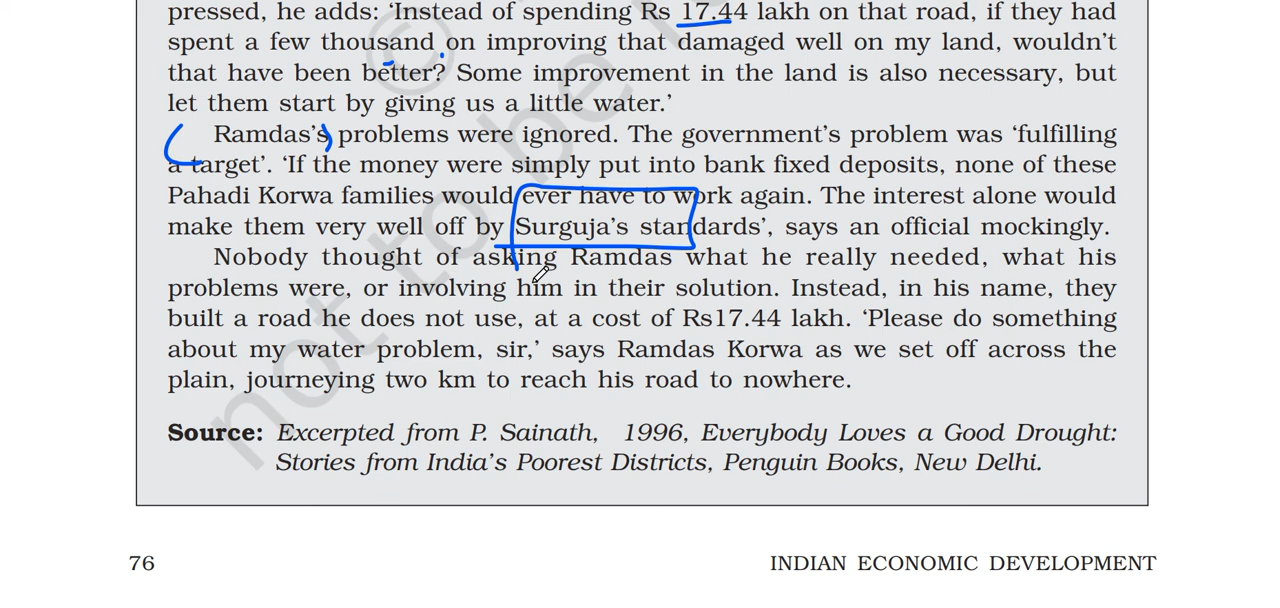 pressed, he adds: ‘Instead of spending Rs 17.44 lakh on that road, if they had
spent a few thousand on improving that damaged well on my land, wouldn’t
that have been better? Some improvement in the land is also necessary, but
let them start by giving us a little water.’
Ramdas’s problems were ignored. The government’s problem was ‘fulfilling
a target’. ‘If the money were simply put into bank fixed deposits, none of these
Pahadi Korwa families would ever have to work again. The interest alone would
make them very well off by Surguja’s standards’, says an official mockingly.
Nobody thought of asking Ramdas what he really needed, what his
problems were, or involving him in their solution. Instead, in his name, they
built a road he does not use, at a cost of Rs17.44 lakh. ‘Please do something
about my water problem, sir,’ says Ramdas Korwa as we set off across the
plain, journeying two km to reach his road to nowhere.
Source: Excerpted from P. Sainath, 1996, Everybody Loves a Good Drought:
Stories from India’s Poorest Districts, Penguin Books, New Delhi.
76 INDIAN ECONOMIC DEVELOPMENT
not to be
©